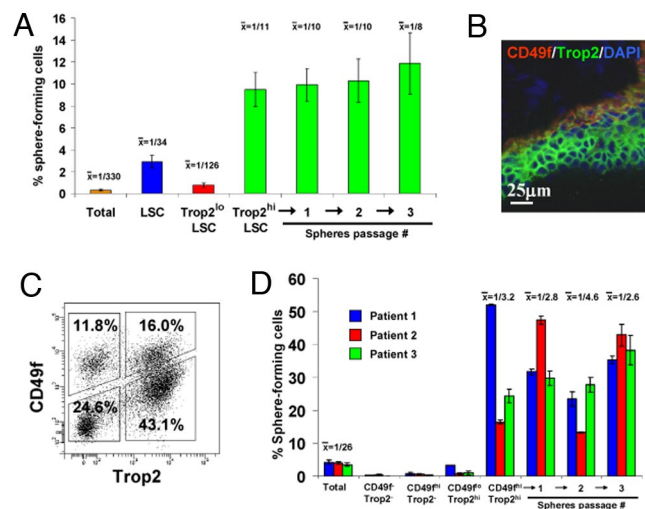 A
% sphere-forming cells
16
14
12
10
8
6
4
2
0
x̅=1/330
x̅=1/34
x̅=1/126
x̅=1/11
x̅=1/10
x̅=1/10
x̅=1/8
Total
LSC
Trop2lo LSC
Trop2hi LSC
→ 1 → 2 → 3
Spheres passage #
B
CD49f/Trop2/DAPI
25μm
C
CD49f
11.8%
16.0%
24.6%
43.1%
Trop2
D
% Sphere-forming cells
60
50
40
30
20
10
0
Patient 1
Patient 2
Patient 3
x̅=1/26
x̅=1/3.2
x̅=1/2.8
x̅=1/4.6
x̅=1/2.6
Total
CD49f- Trop2-
CD49fhi Trop2-
CD49flo Trop2hi
CD49fhi Trop2hi
→ 1 → 2 → 3
Spheres passage #